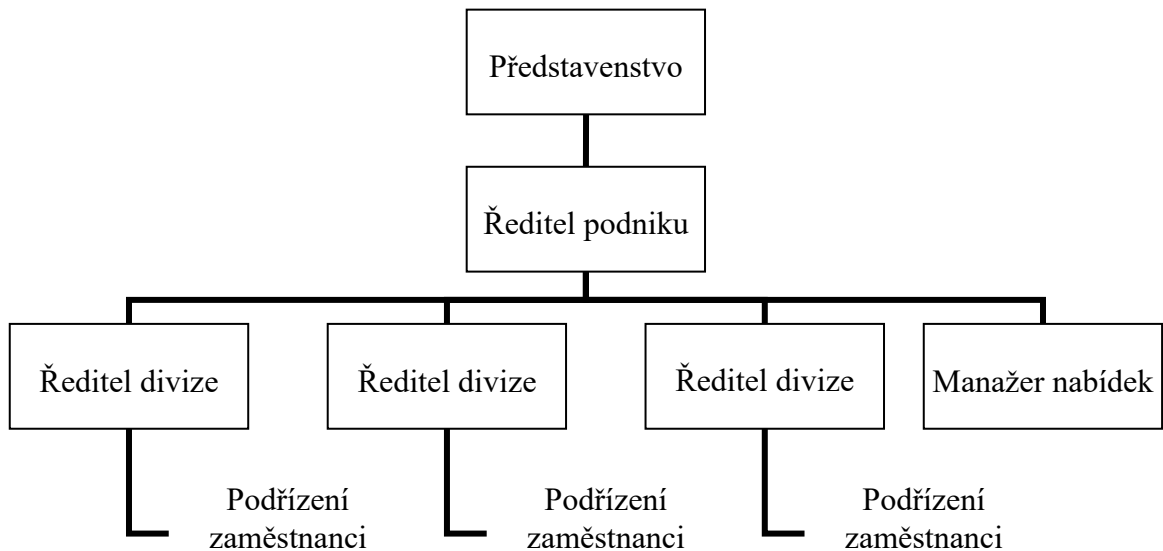 Představenstvo
Ředitel podniku
Ředitel divize
Ředitel divize
Ředitel divize
Manažer nabídek
Podřízení
zaměstnanci
Podřízení
zaměstnanci
Podřízení
zaměstnanci